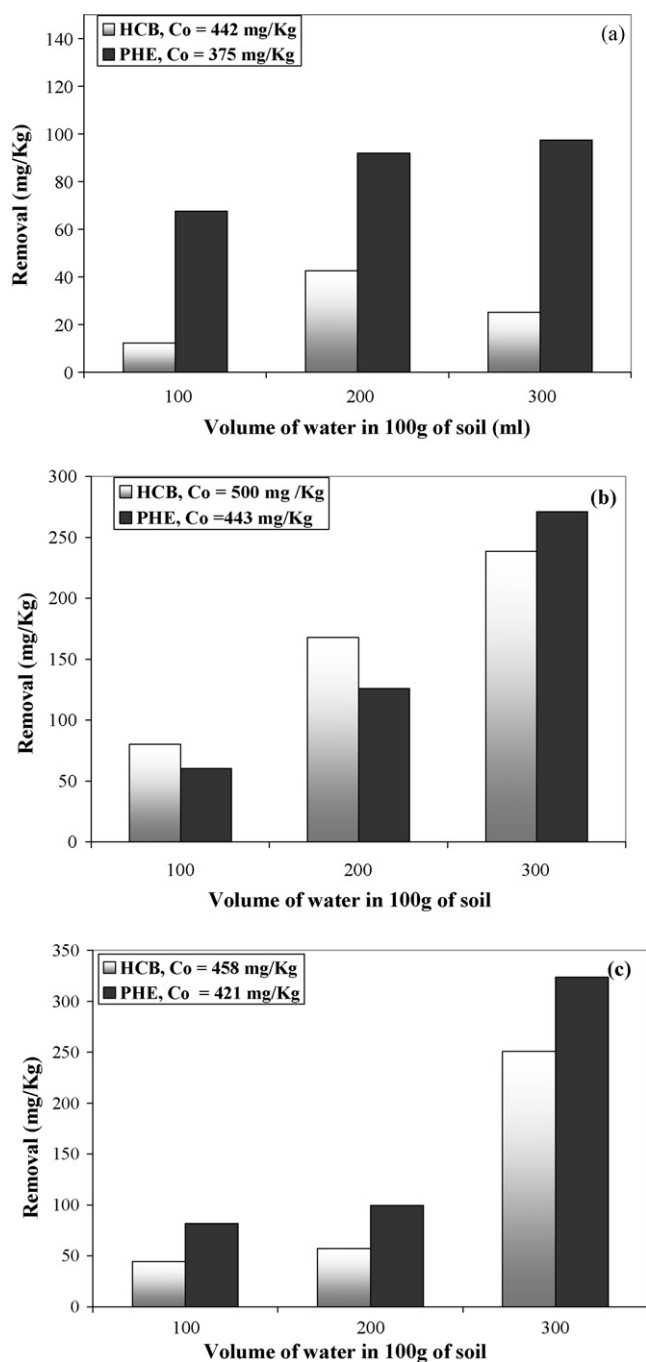 HCB, Co = 442 mg/Kg
PHE, Co = 375 mg/Kg
(a)
140
120
100
80
60
40
20
0
Removal (mg/Kg)
100 200 300
Volume of water in 100g of soil (ml)
HCB, Co = 500 mg /Kg
PHE, Co =443 mg/Kg
(b)
300
250
200
150
100
50
0
Removal (mg/Kg)
100 200 300
Volume of water in 100g of soil
HCB, Co = 458 mg/Kg
PHE, Co = 421 mg/Kg
(c)
350
300
250
200
150
100
50
0
Removal (mg/Kg)
100 200 300
Volume of water in 100g of soil